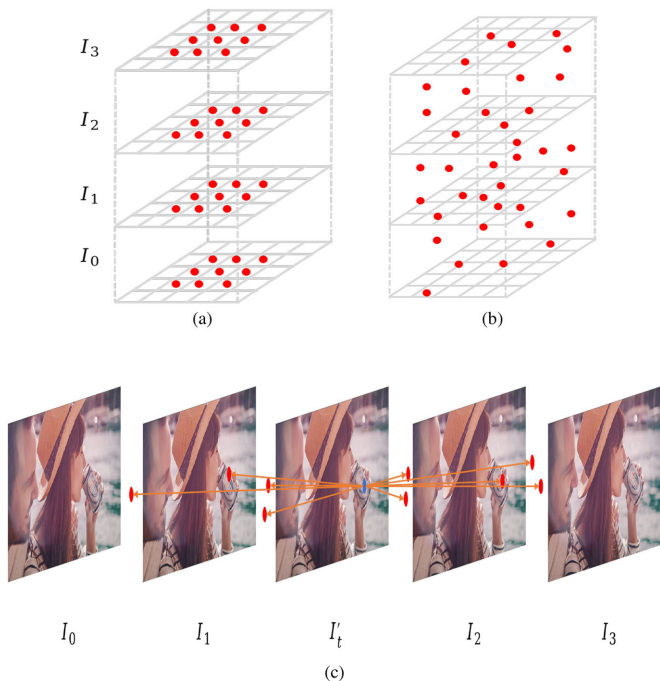 I₃
I₂
I₁
I₀
(a)
(b)
I₀ I₁ I′ₜ I₂ I₃
(c)